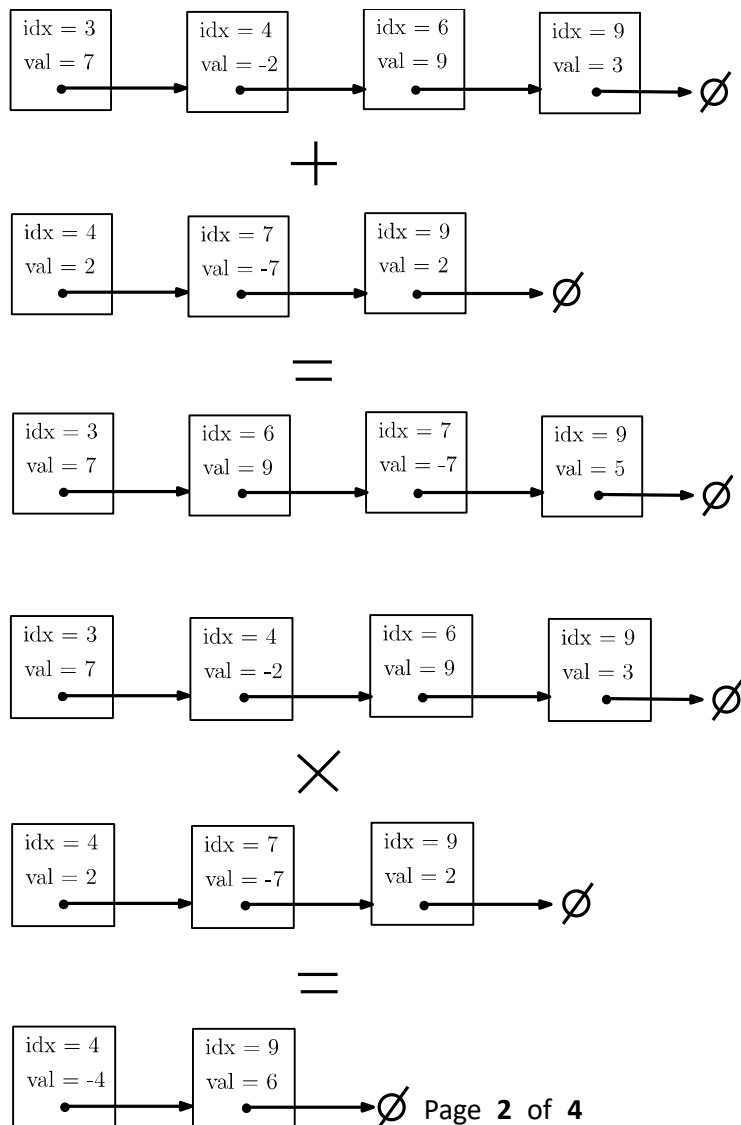 idx = 3
val = 7
idx = 4
val = -2
idx = 6
val = 9
idx = 9
val = 3
∅
+
idx = 4
val = 2
idx = 7
val = -7
idx = 9
val = 2
∅
=
idx = 3
val = 7
idx = 6
val = 9
idx = 7
val = -7
idx = 9
val = 5
∅
idx = 3
val = 7
idx = 4
val = -2
idx = 6
val = 9
idx = 9
val = 3
∅
×
idx = 4
val = 2
idx = 7
val = -7
idx = 9
val = 2
∅
=
idx = 4
val = -4
idx = 9
val = 6
∅
Page 2 of 4